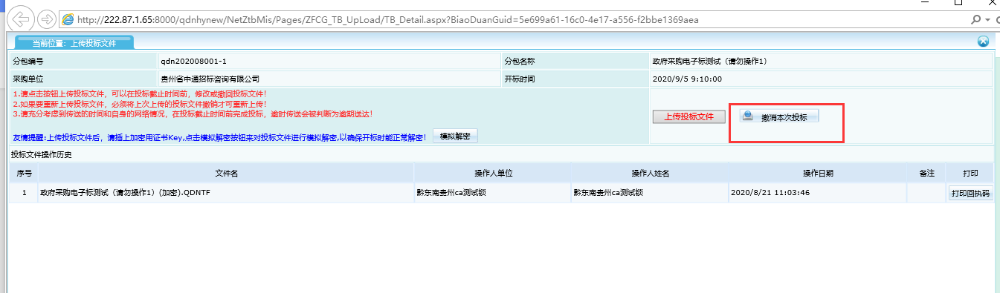 http://222.87.1.65:8000/qdnhynew/NetZtbMis/Pages/ZFCG_TB_UpLoad/TB_Detail.aspx?BiaoDuanGuid=5e699a61-16c0-4e17-a556-f2bbe1369aea
当前位置：上传投标文件
分包编号 qdn202008001-1 分包名称 政府采购电子标测试（请勿操作1）
采购单位 贵州省中通招标咨询有限公司 开标时间 2020/9/5 9:10:00
1.请点击按钮上传投标文件，可以在投标截止时间前，修改或撤回投标文件！
2.如果要重新上传投标文件，必须将上次上传的投标文件撤销才可重新上传！
3.请充分考虑到传送的时间和自身的网络情况，在投标截止时间前完成投标，逾时传送会被判断为逾期送达！
上传投标文件 撤消本次投标
友情提醒:上传投标文件后，请插上加密用证书Key,点击模拟解密按钮来对投标文件进行模拟解密,以确保开标时能正常解密！ 模拟解密
投标文件操作历史
序号 文件名 操作人单位 操作人姓名 操作日期 备注 打印
1 政府采购电子标测试（请勿操作1）(加密).QDNTF 黔东南贵州ca测试锁 黔东南贵州ca测试锁 2020/8/21 11:03:46 打印回执码